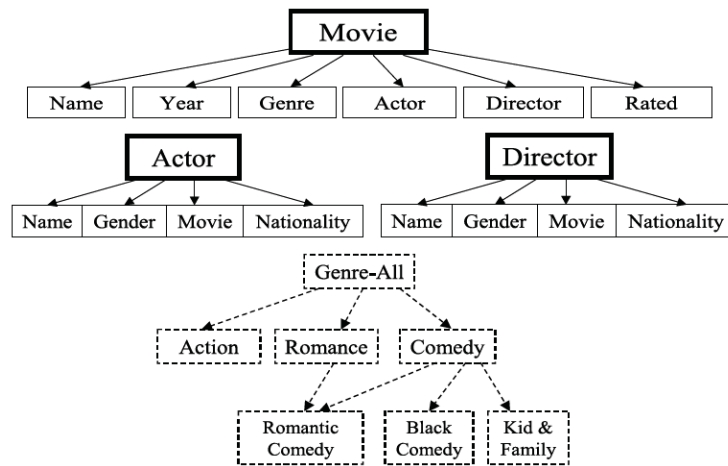 Movie
Name Year Genre Actor Director Rated
Actor Director
Name Gender Movie Nationality Name Gender Movie Nationality
Genre-All
Action Romance Comedy
Romantic Comedy Black Comedy Kid & Family